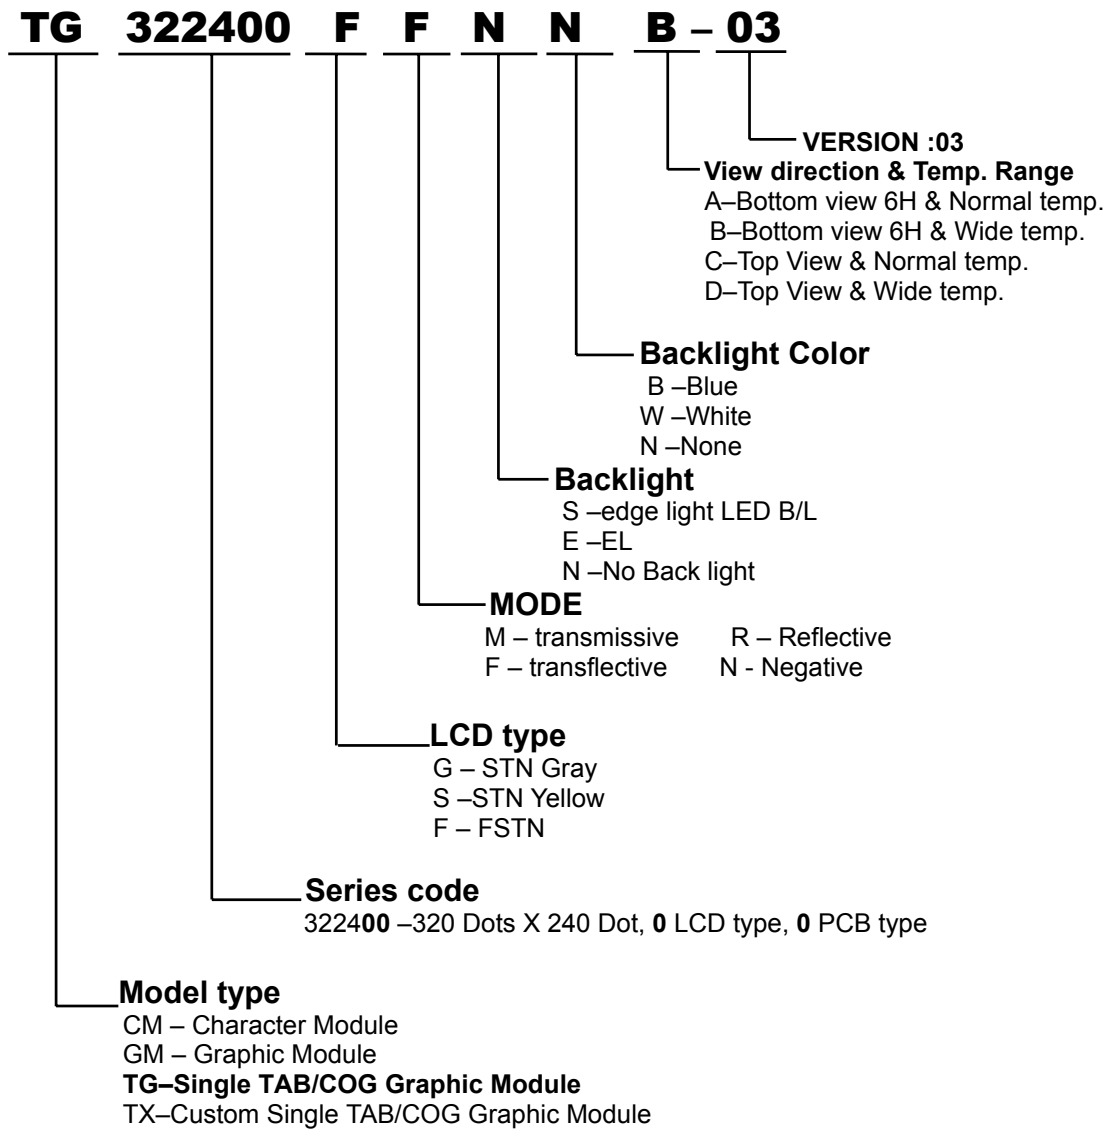 TG 322400 F F N N B – 03
VERSION :03
View direction & Temp. Range
A–Bottom view 6H & Normal temp.
B–Bottom view 6H & Wide temp.
C–Top View & Normal temp.
D–Top View & Wide temp.
Backlight Color
B –Blue
W –White
N –None
Backlight
S –edge light LED B/L
E –EL
N –No Back light
MODE
M – transmissive R – Reflective
F – transflective N - Negative
LCD type
G – STN Gray
S –STN Yellow
F – FSTN
Series code
322400 –320 Dots X 240 Dot, 0 LCD type, 0 PCB type
Model type
CM – Character Module
GM – Graphic Module
TG–Single TAB/COG Graphic Module
TX–Custom Single TAB/COG Graphic Module